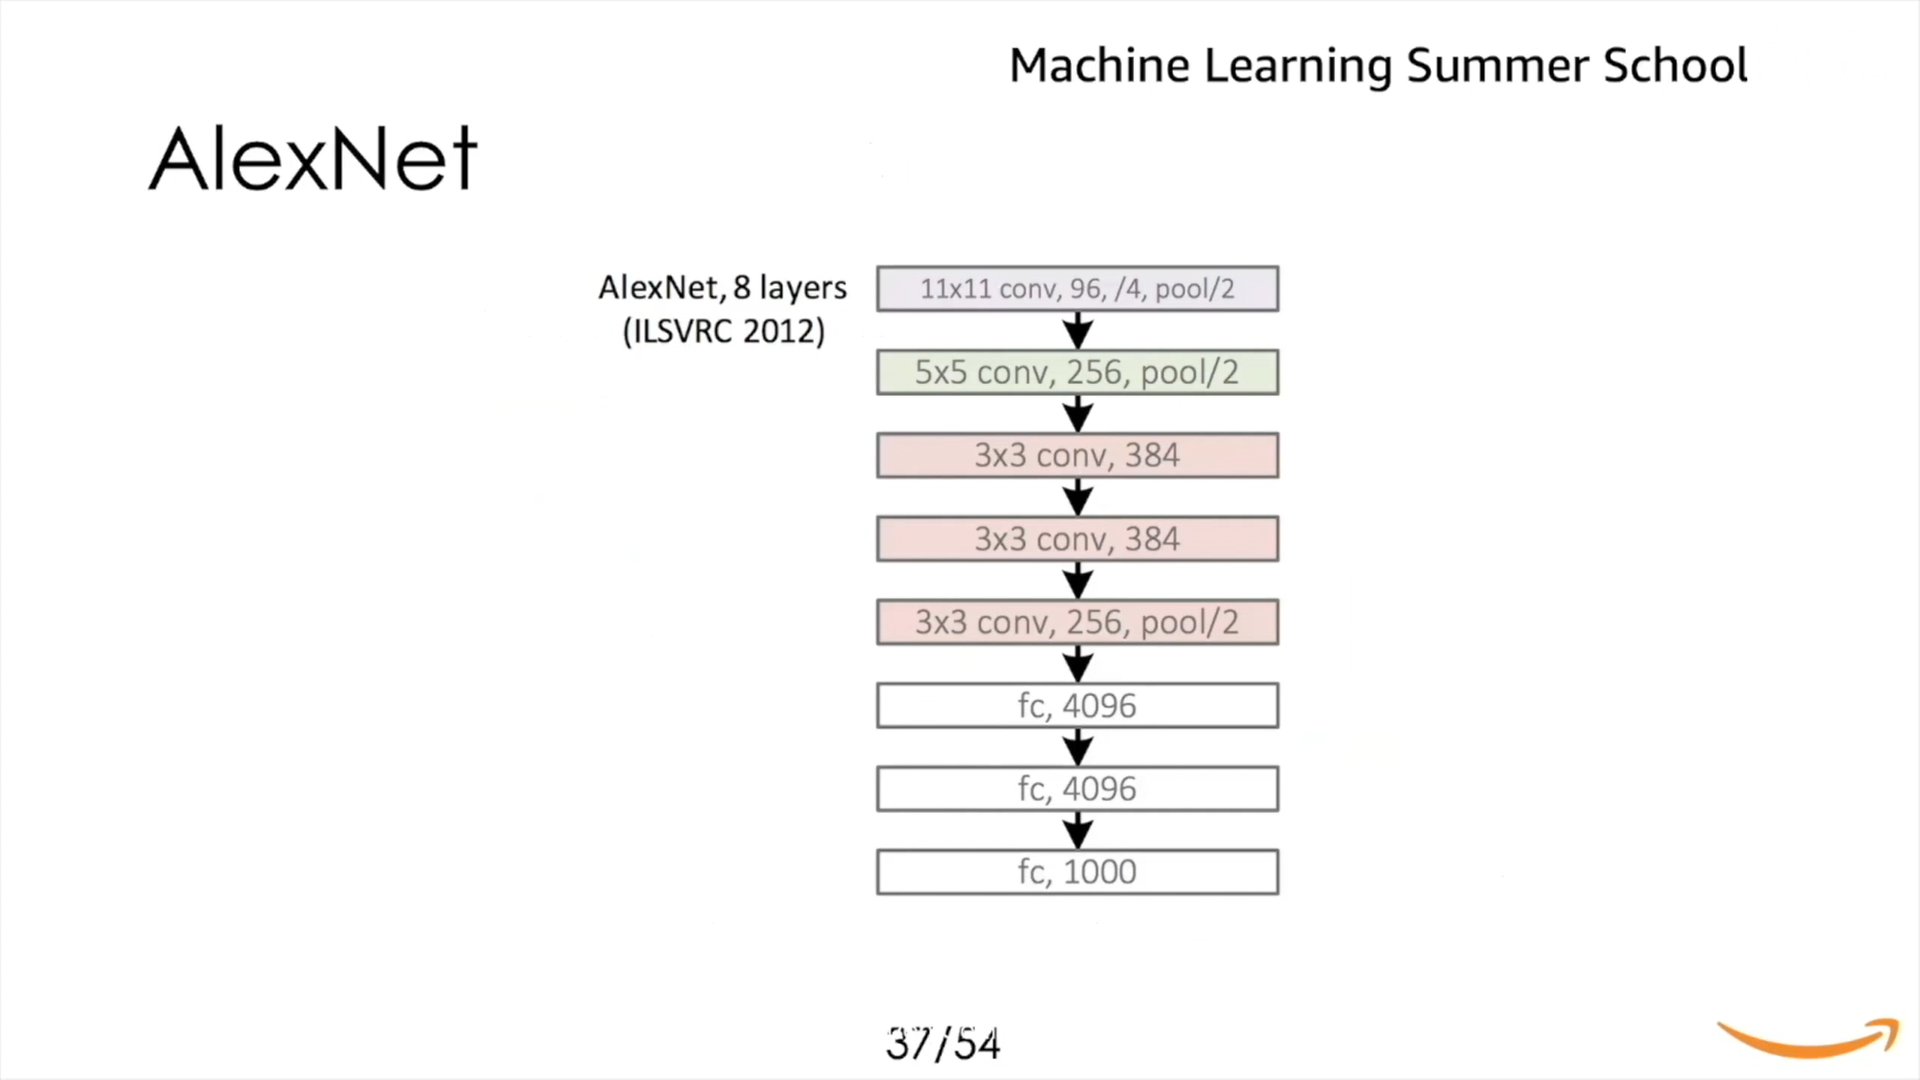 Machine Learning Summer School
AlexNet
AlexNet, 8 layers
(ILSVRC 2012)
11x11 conv, 96, /4, pool/2
5x5 conv, 256, pool/2
3x3 conv, 384
3x3 conv, 384
3x3 conv, 256, pool/2
fc, 4096
fc, 4096
fc, 1000
37/54